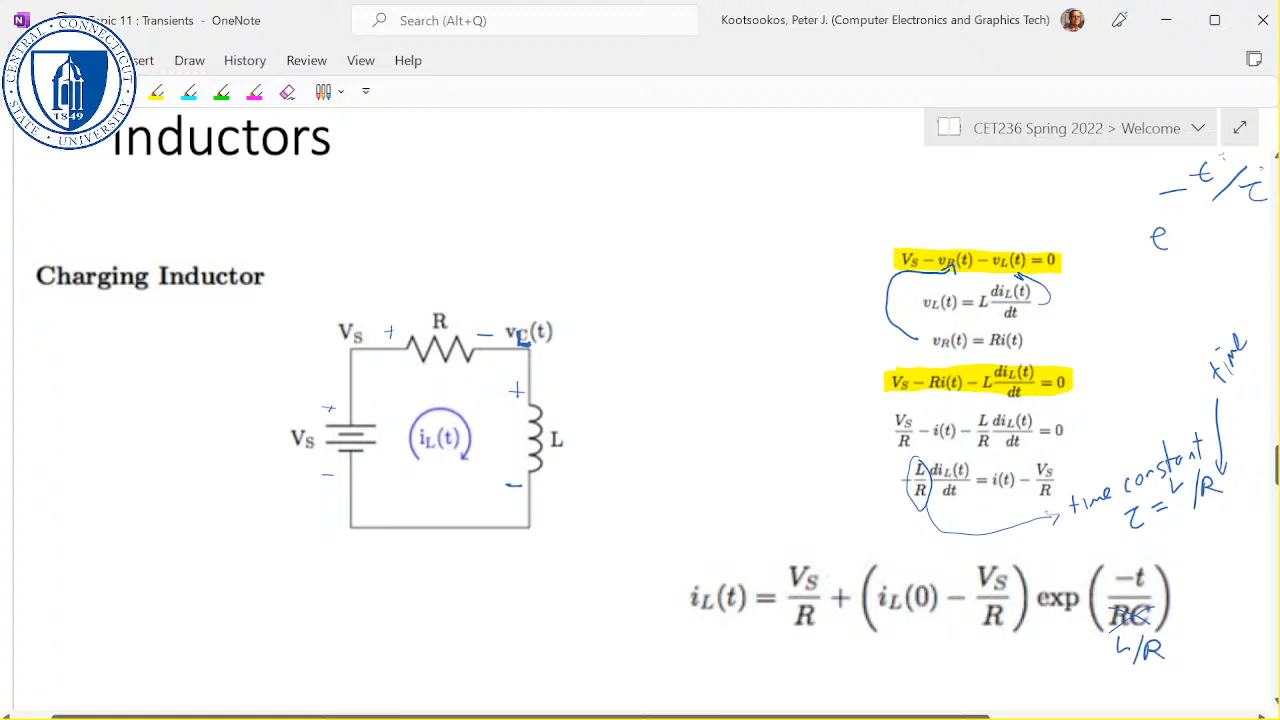 Topic 11 : Transients - OneNote
Search (Alt+Q)
Kootsookos, Peter J. (Computer Electronics and Graphics Tech)
Draw History Review View Help
CENTRAL CONNECTICUT STATE UNIVERSITY
1849
Inductors
CET236 Spring 2022 > Welcome
e^{-t/τ}
Charging Inductor
V_S + R − v_L(t)
+ +
V_S i_L(t) L
− −
V_S − v_R(t) − v_L(t) = 0
v_L(t) = L di_L(t)/dt
v_R(t) = Ri(t)
time
V_S − Ri(t) − L di_L(t)/dt = 0
V_S/R − i(t) − L/R di_L(t)/dt = 0
−L/R di_L(t)/dt = i(t) − V_S/R
time constant
τ = L/R
i_L(t) = V_S/R + (i_L(0) − V_S/R) exp(−t/RC)
L/R